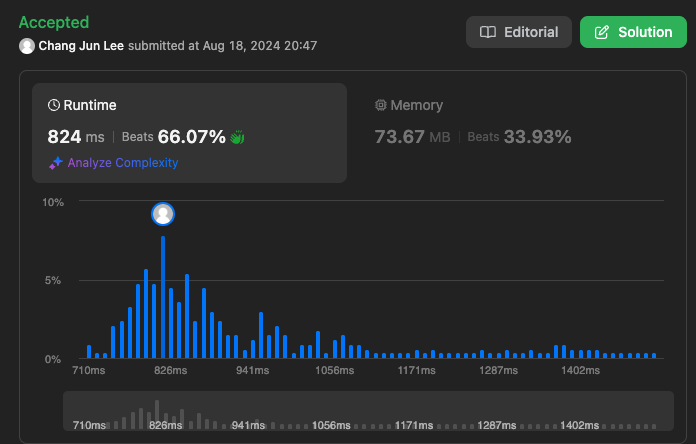 Accepted
Chang Jun Lee submitted at Aug 18, 2024 20:47
Editorial
Solution
Runtime
824 ms | Beats 66.07%
Analyze Complexity
Memory
73.67 MB | Beats 33.93%
10%
5%
0%
710ms 826ms 941ms 1056ms 1171ms 1287ms 1402ms
710ms 826ms 941ms 1056ms 1171ms 1287ms 1402ms